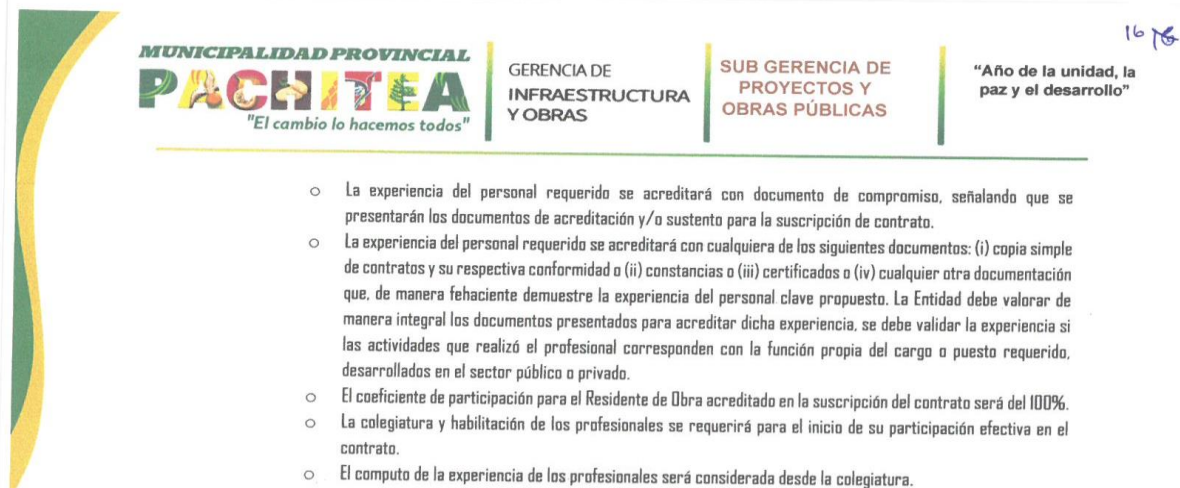 16
MUNICIPALIDAD PROVINCIAL
PACHITEA
"El cambio lo hacemos todos"
GERENCIA DE
INFRAESTRUCTURA
Y OBRAS
SUB GERENCIA DE
PROYECTOS Y
OBRAS PÚBLICAS
"Año de la unidad, la
paz y el desarrollo"
○ La experiencia del personal requerido se acreditará con documento de compromiso, señalando que se
presentarán los documentos de acreditación y/o sustento para la suscripción de contrato.
○ La experiencia del personal requerido se acreditará con cualquiera de los siguientes documentos: (i) copia simple
de contratos y su respectiva conformidad o (ii) constancias o (iii) certificados o (iv) cualquier otra documentación
que, de manera fehaciente demuestre la experiencia del personal clave propuesto. La Entidad debe valorar de
manera integral los documentos presentados para acreditar dicha experiencia, se debe validar la experiencia si
las actividades que realizó el profesional corresponden con la función propia del cargo o puesto requerido,
desarrollados en el sector público o privado.
○ El coeficiente de participación para el Residente de Obra acreditado en la suscripción del contrato será del 100%.
○ La colegiatura y habilitación de los profesionales se requerirá para el inicio de su participación efectiva en el
contrato.
○ El computo de la experiencia de los profesionales será considerada desde la colegiatura.